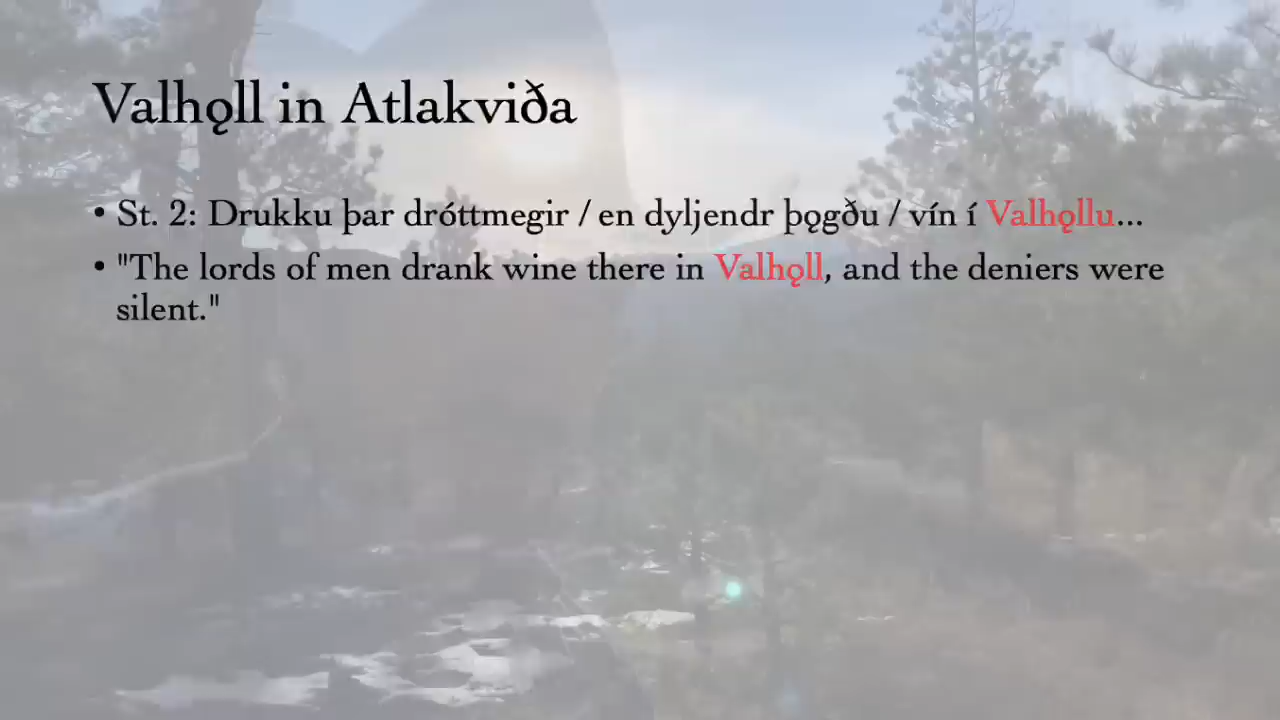 Valhǫll in Atlakviða
• St. 2: Drukku þar dróttmegir / en dyljendr þǫgðu / vín í Valhǫllu...
• "The lords of men drank wine there in Valhǫll, and the deniers were
silent."